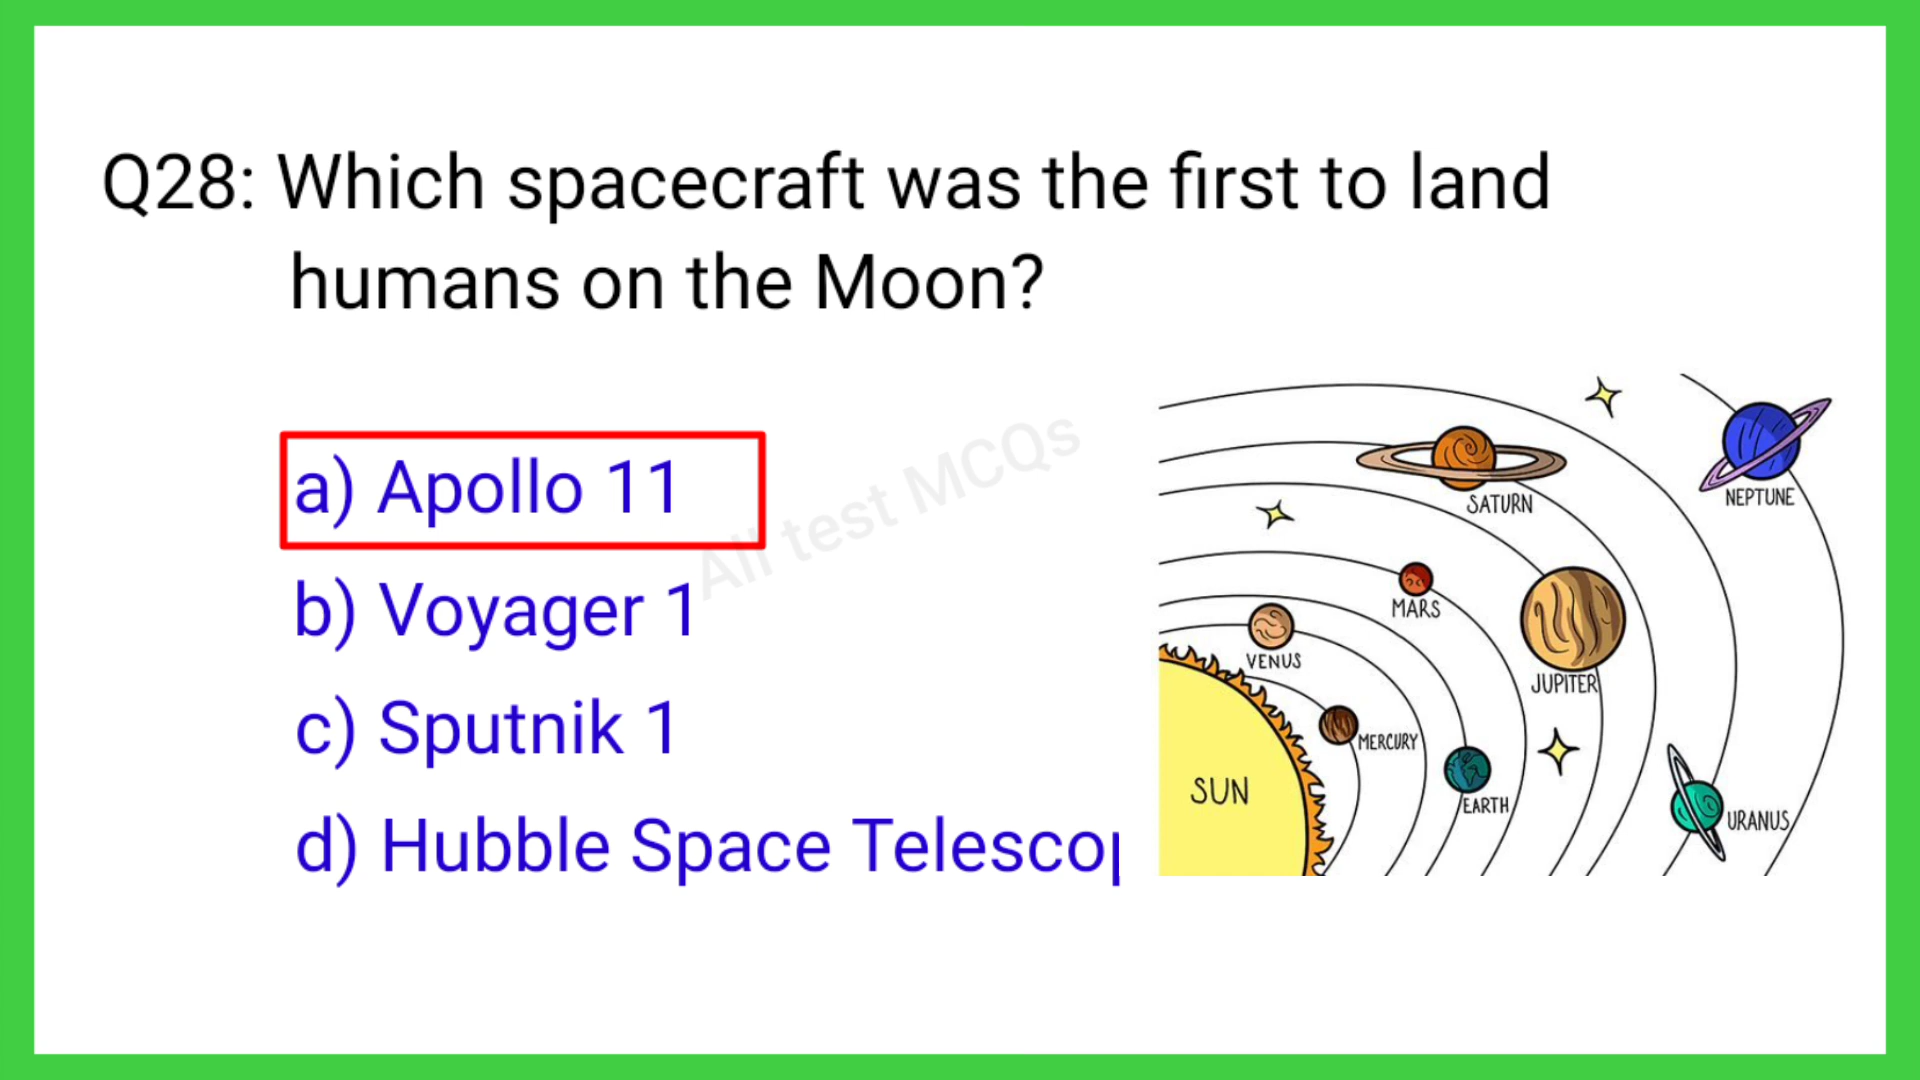 Q28: Which spacecraft was the first to land
humans on the Moon?
a) Apollo 11
b) Voyager 1
c) Sputnik 1
d) Hubble Space
All test MCQs
SATURN
NEPTUNE
MARS
VENUS
JUPITER
MERCURY
SUN
EARTH
URANUS